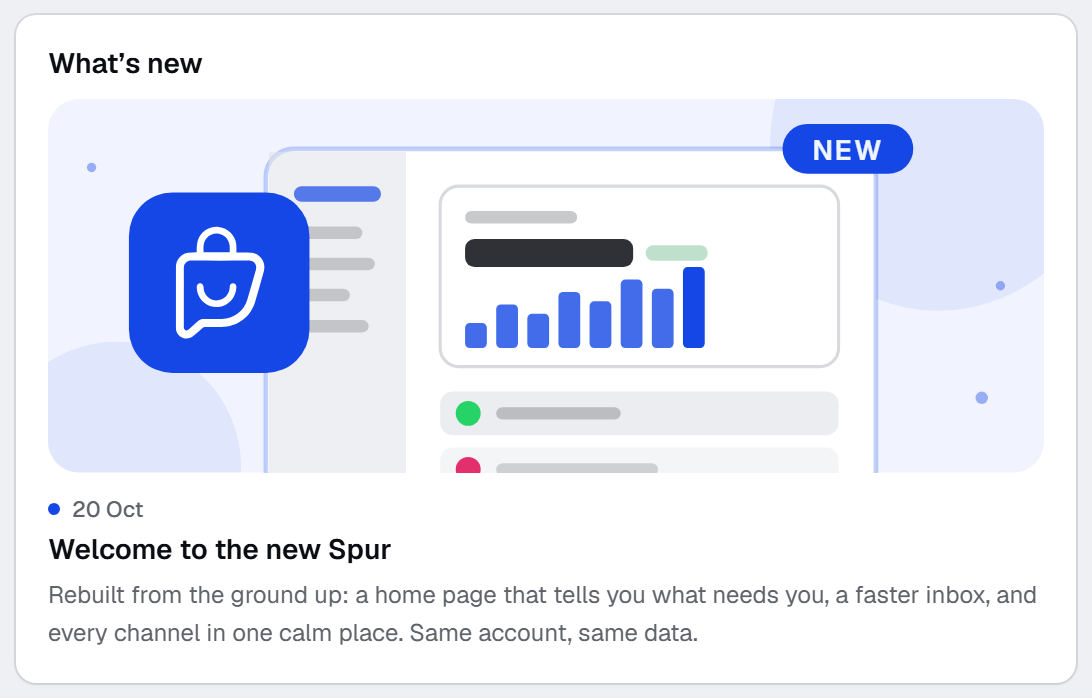 What’s new
NEW
20 Oct
Welcome to the new Spur
Rebuilt from the ground up: a home page that tells you what needs you, a faster inbox, and
every channel in one calm place. Same account, same data.